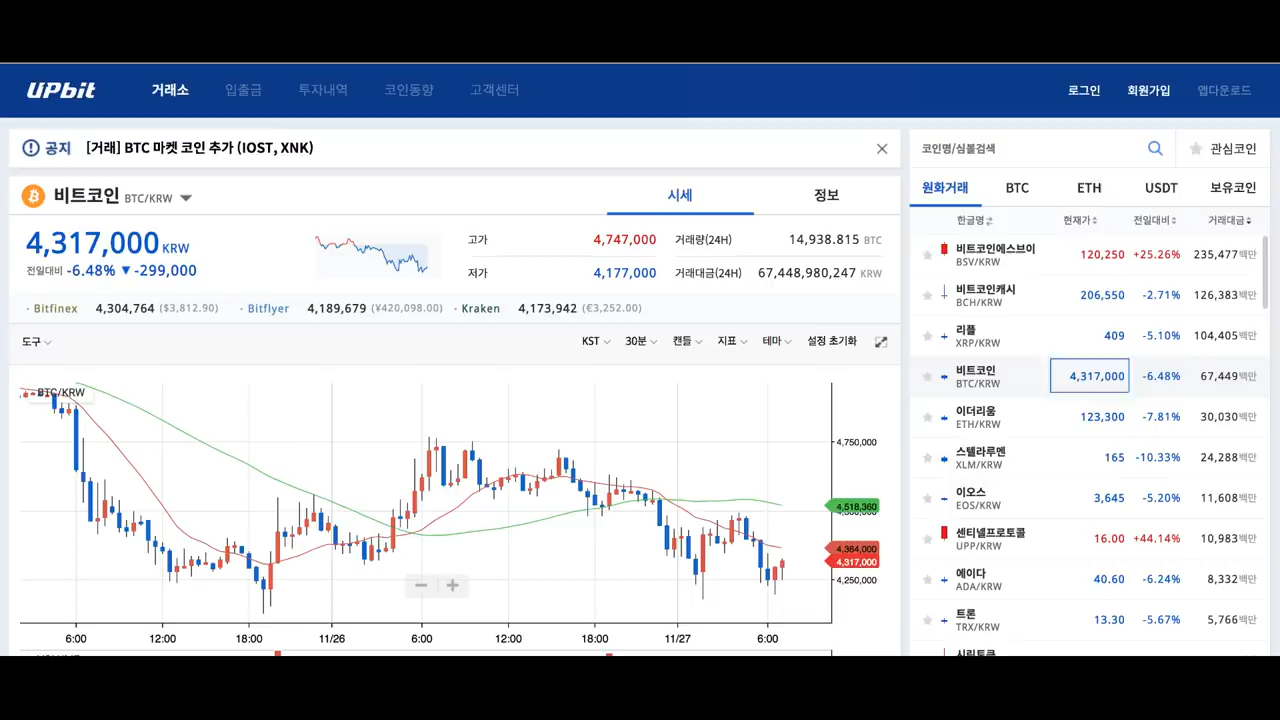 UPbit 거래소 입출금 투자내역 코인동향 고객센터 로그인 회원가입 앱다운로드
공지 [거래] BTC 마켓 코인 추가 (IOST, XNK)
비트코인 BTC/KRW 시세 정보
4,317,000 KRW
전일대비 -6.48% ▼ -299,000
고가 4,747,000 거래량(24H) 14,938.815 BTC
저가 4,177,000 거래대금(24H) 67,448,980,247 KRW
· Bitfinex 4,304,764 ($3,812.90) · Bitflyer 4,189,679 (¥420,098.00) · Kraken 4,173,942 (€3,252.00)
도구 KST 30분 캔들 지표 테마 설정 초기화
BTC/KRW
4,750,000
4,518,360
4,364,000
4,317,000
4,250,000
6:00 12:00 18:00 11/26 6:00 12:00 18:00 11/27 6:00
코인명/심볼검색 관심코인
원화거래 BTC ETH USDT 보유코인
한글명 현재가 전일대비 거래대금
비트코인에스브이 120,250 +25.26% 235,477백만
BSV/KRW
비트코인캐시 206,550 -2.71% 126,383백만
BCH/KRW
리플 409 -5.10% 104,405백만
XRP/KRW
비트코인 4,317,000 -6.48% 67,449백만
BTC/KRW
이더리움 123,300 -7.81% 30,030백만
ETH/KRW
스텔라루멘 165 -10.33% 24,288백만
XLM/KRW
이오스 3,645 -5.20% 11,608백만
EOS/KRW
센티넬프로토콜 16.00 +44.14% 10,983백만
UPP/KRW
에이다 40.60 -6.24% 8,332백만
ADA/KRW
트론 13.30 -5.67% 5,766백만
TRX/KRW